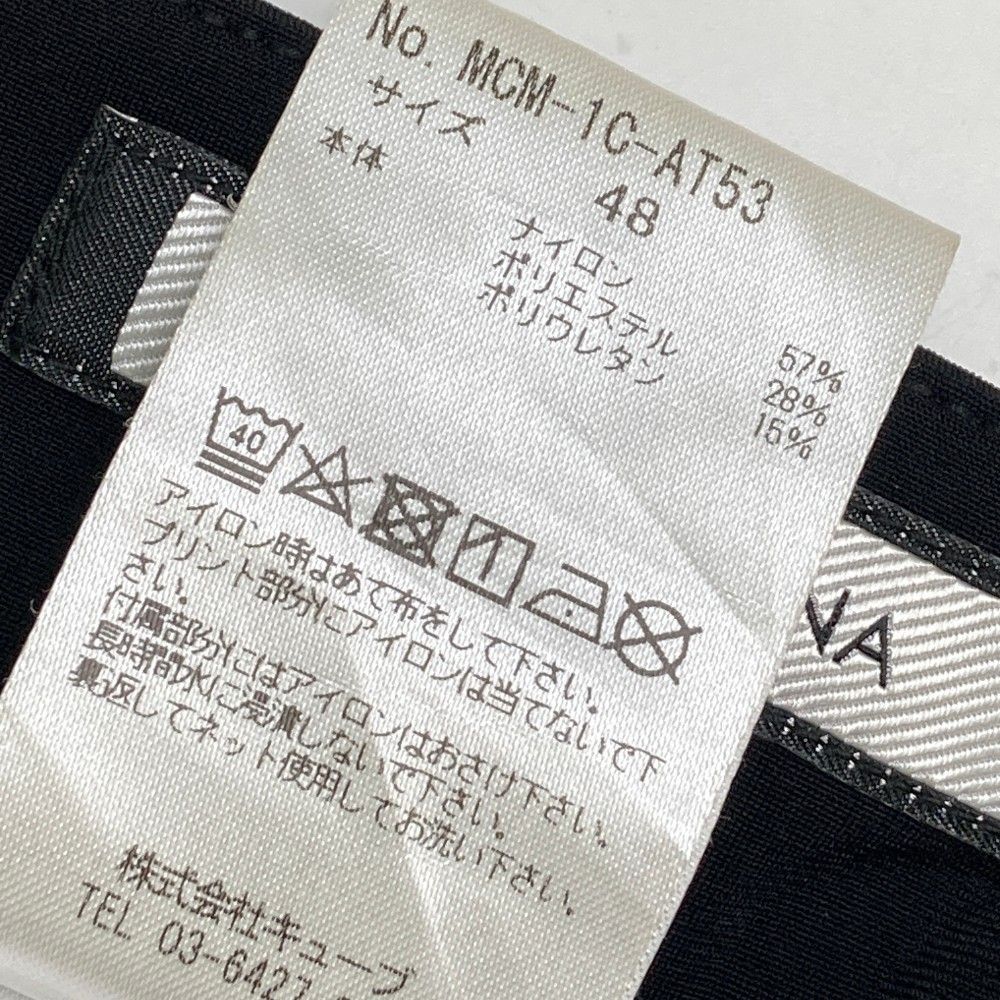 No. MCM-1C-AT53
サイズ 48
本体
ナイロン 57%
ポリエステル 28%
ポリウレタン 15%
40
アイロン時はあて布をして下さい。
プリント部分にアイロンは当てないで下
さい。
付属部分にはアイロンはおさけ下さい。
長時間水に浸漬しないで下さい。
裏返してネット使用してお洗い下さい。
株式会社キューブ
TEL 03-6427
NA